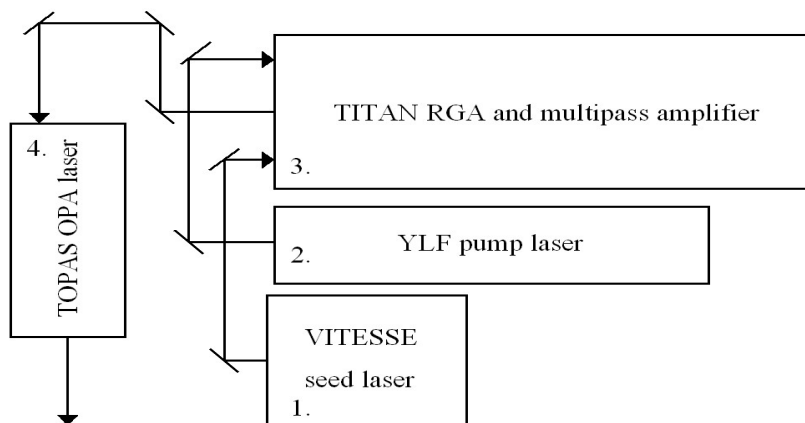 TITAN RGA and multipass amplifier
3.
4.
TOPAS OPA laser
YLF pump laser
2.
VITESSE
seed laser
1.